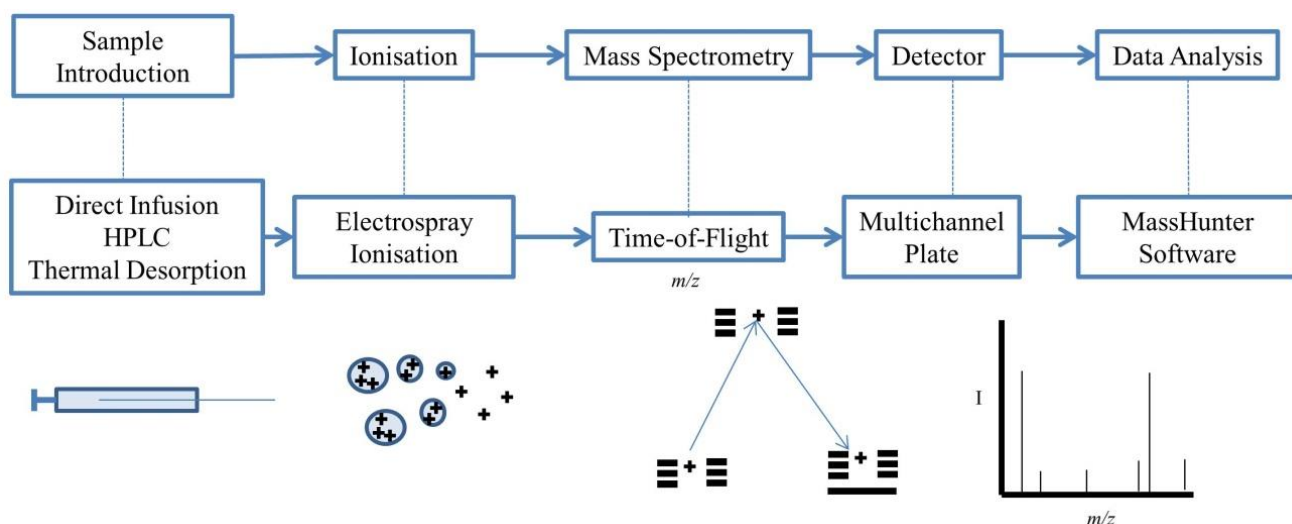 Sample
Introduction
Ionisation
Mass Spectrometry
Detector
Data Analysis
Direct Infusion
HPLC
Thermal Desorption
Electrospray
Ionisation
Time-of-Flight
Multichannel
Plate
MassHunter
Software
m/z
I
m/z